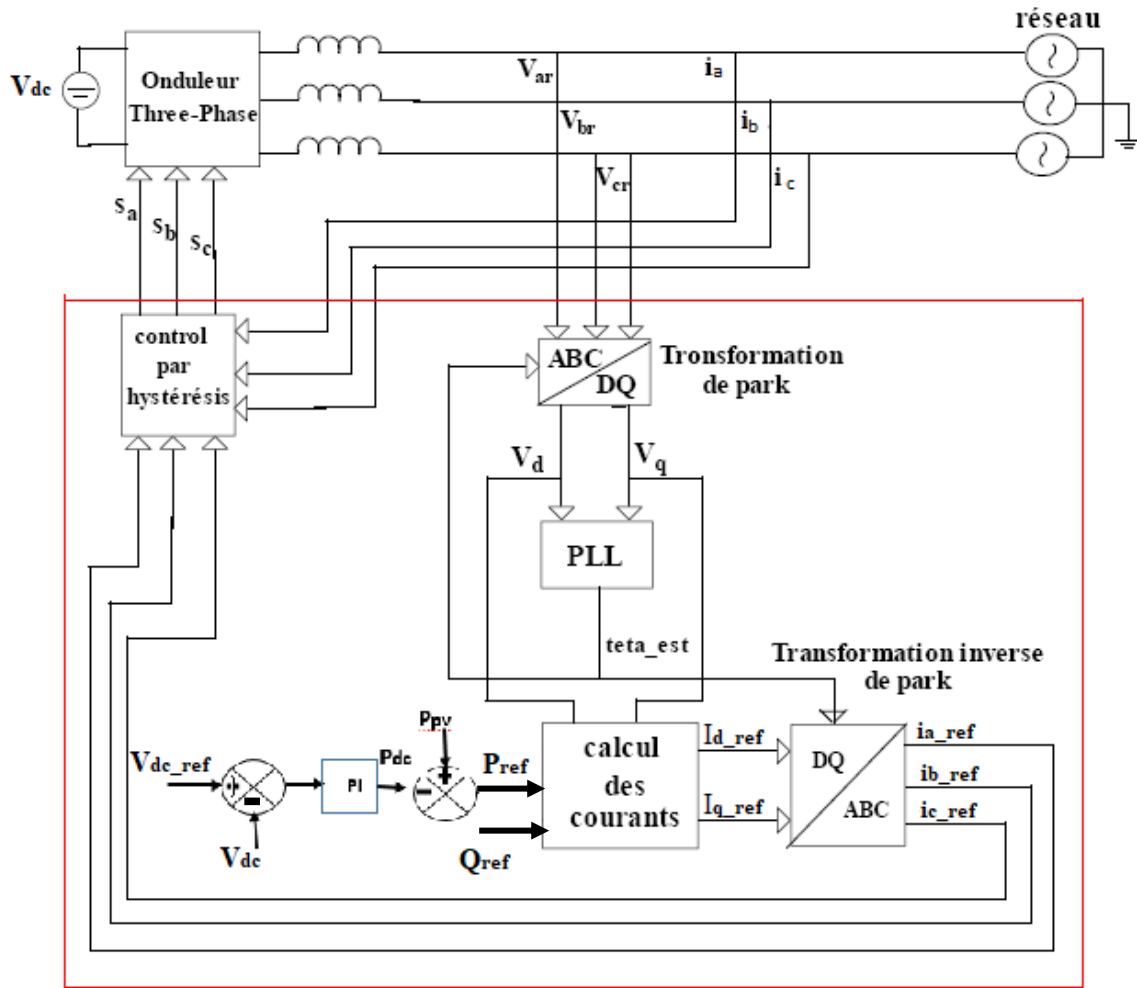 réseau
Vdc
Onduleur
Three-Phase
Var
ia
Vbr
ib
Vcr
ic
Sa
Sb
Sc
control
par
hystérésis
ABC
DQ
Tronsformation
de park
Vd
Vq
PLL
teta_est
Transformation inverse
de park
Ppv
Vdc_ref
+
-
PI
Pdc
+
-
Pref
Vdc
Qref
calcul
des
courants
Id_ref
Iq_ref
DQ
ABC
ia_ref
ib_ref
ic_ref